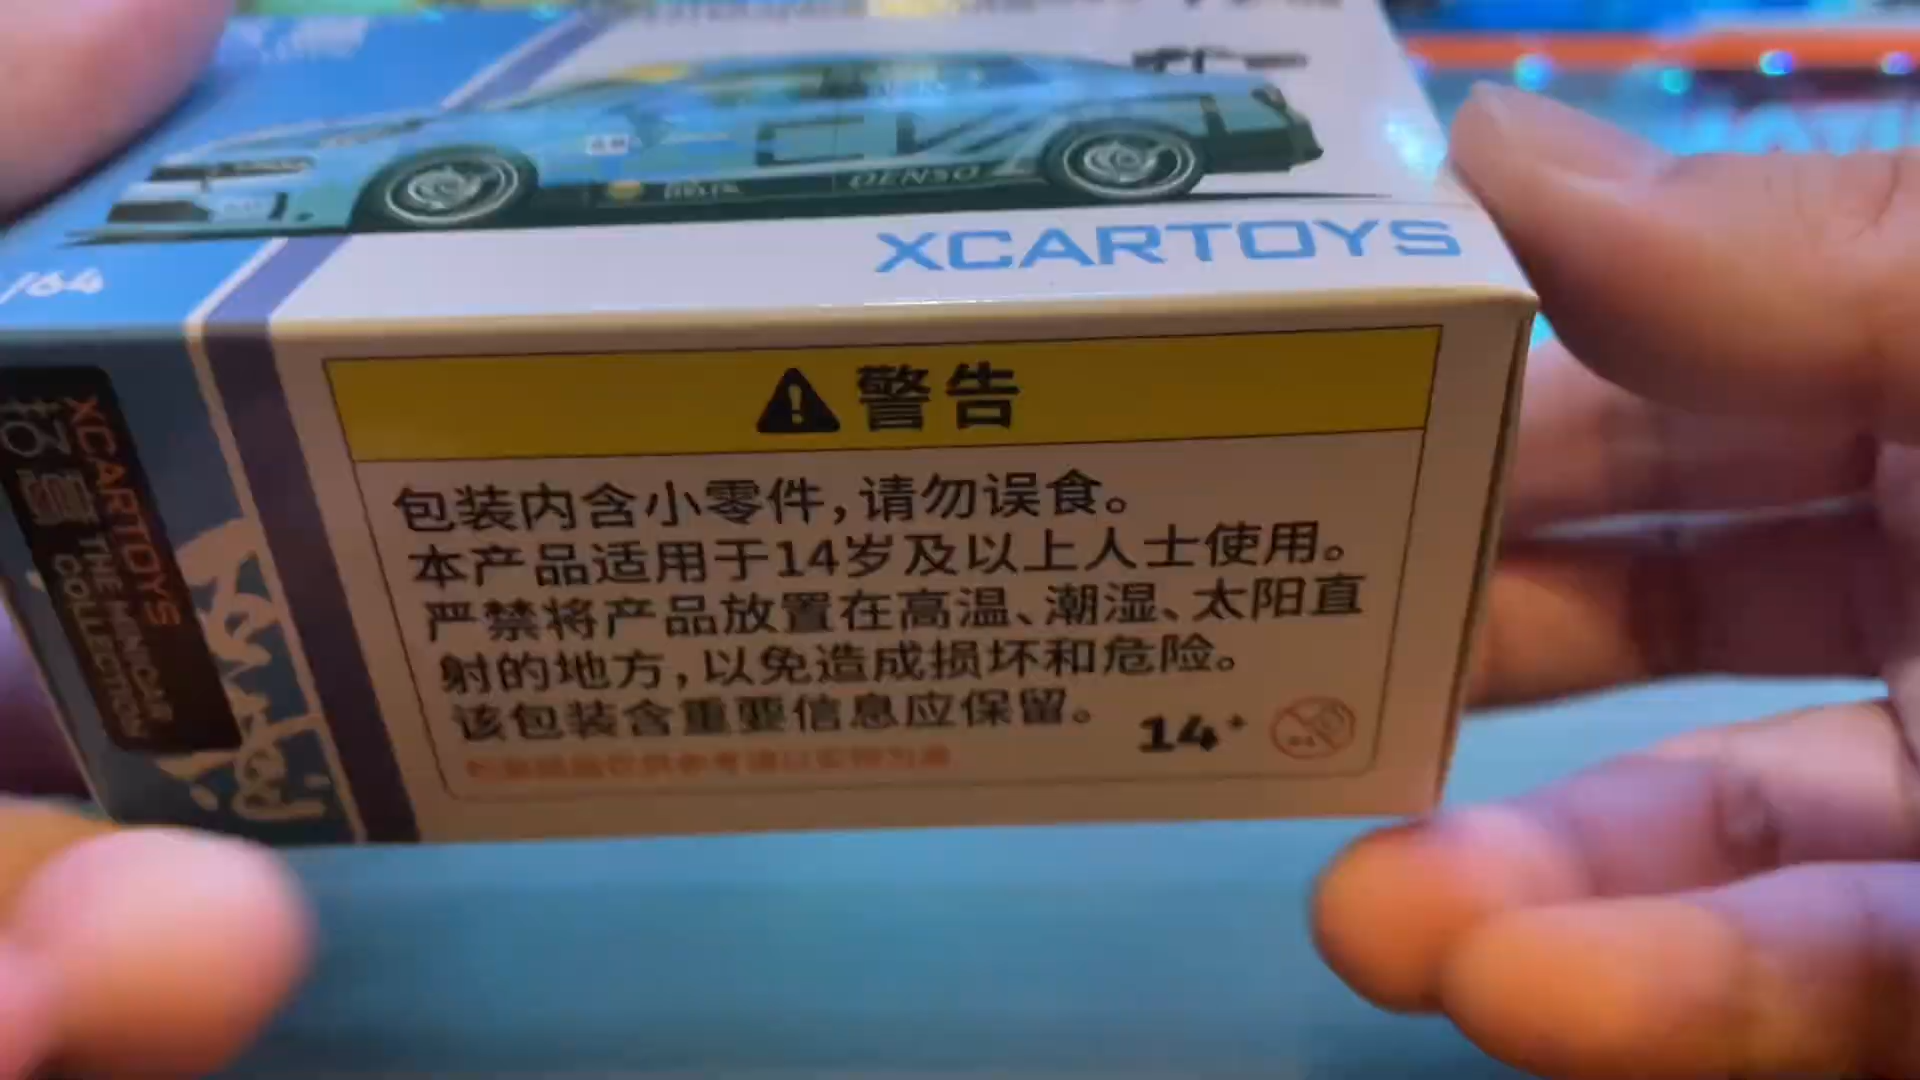 DENSO
XCARTOYS
/64
警告
包装内含小零件,请勿误食。
本产品适用于14岁及以上人士使用。
严禁将产品放置在高温、潮湿、太阳直
射的地方,以免造成损坏和危险。
该包装含重要信息应保留。
14+
XCARTOYS
THE MINICAR
COLLECTION
拓意